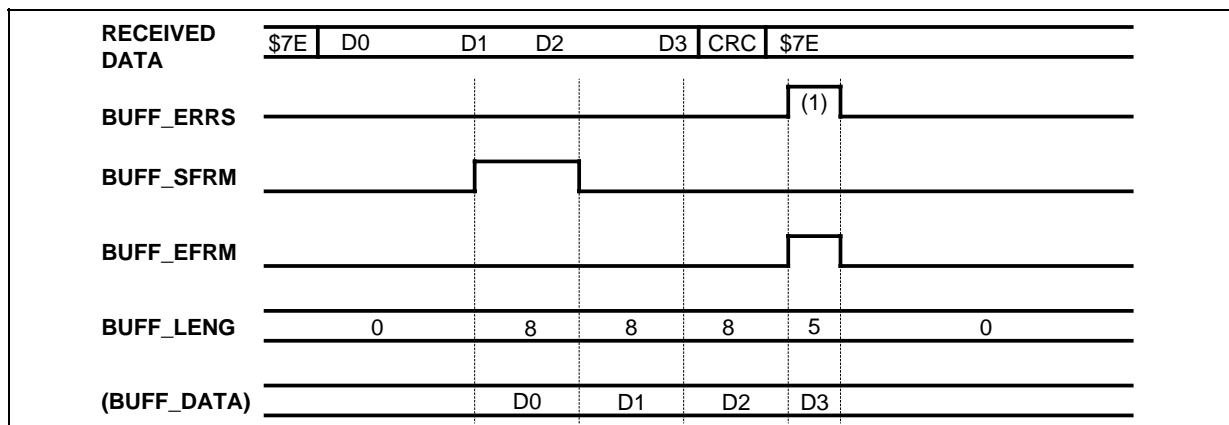 RECEIVED DATA $7E D0 D1 D2 D3 CRC $7E
BUFF_ERRS (1)
BUFF_SFRM
BUFF_EFRM
BUFF_LENG 0 8 8 8 5 0
(BUFF_DATA) D0 D1 D2 D3